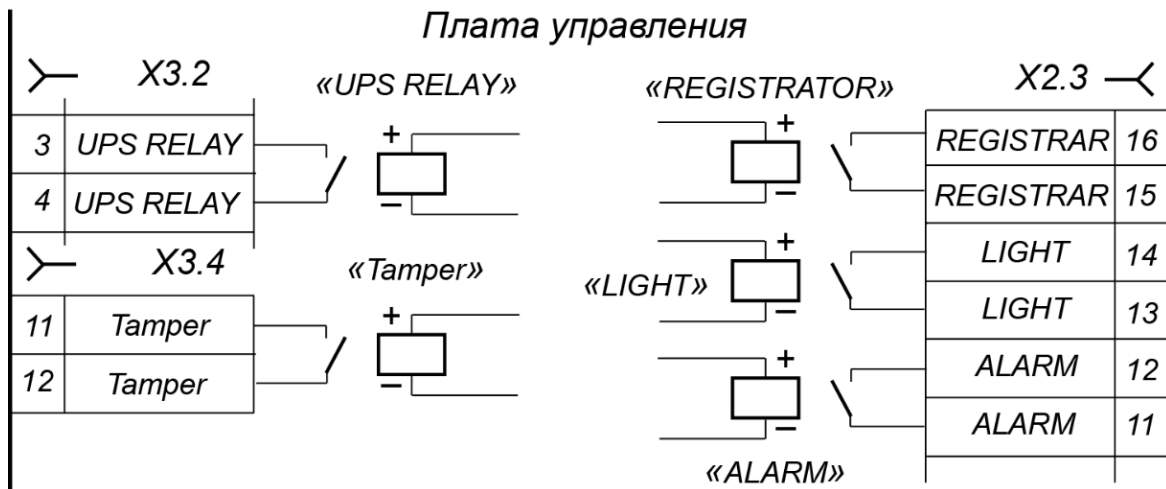 Плата управления
X3.2
«UPS RELAY»
3 UPS RELAY
+
4 UPS RELAY
−
X3.4
«Tamper»
11 Tamper
+
12 Tamper
−
«REGISTRATOR»
X2.3
+
REGISTRAR 16
−
REGISTRAR 15
+
LIGHT 14
«LIGHT»
−
LIGHT 13
+
ALARM 12
−
ALARM 11
«ALARM»